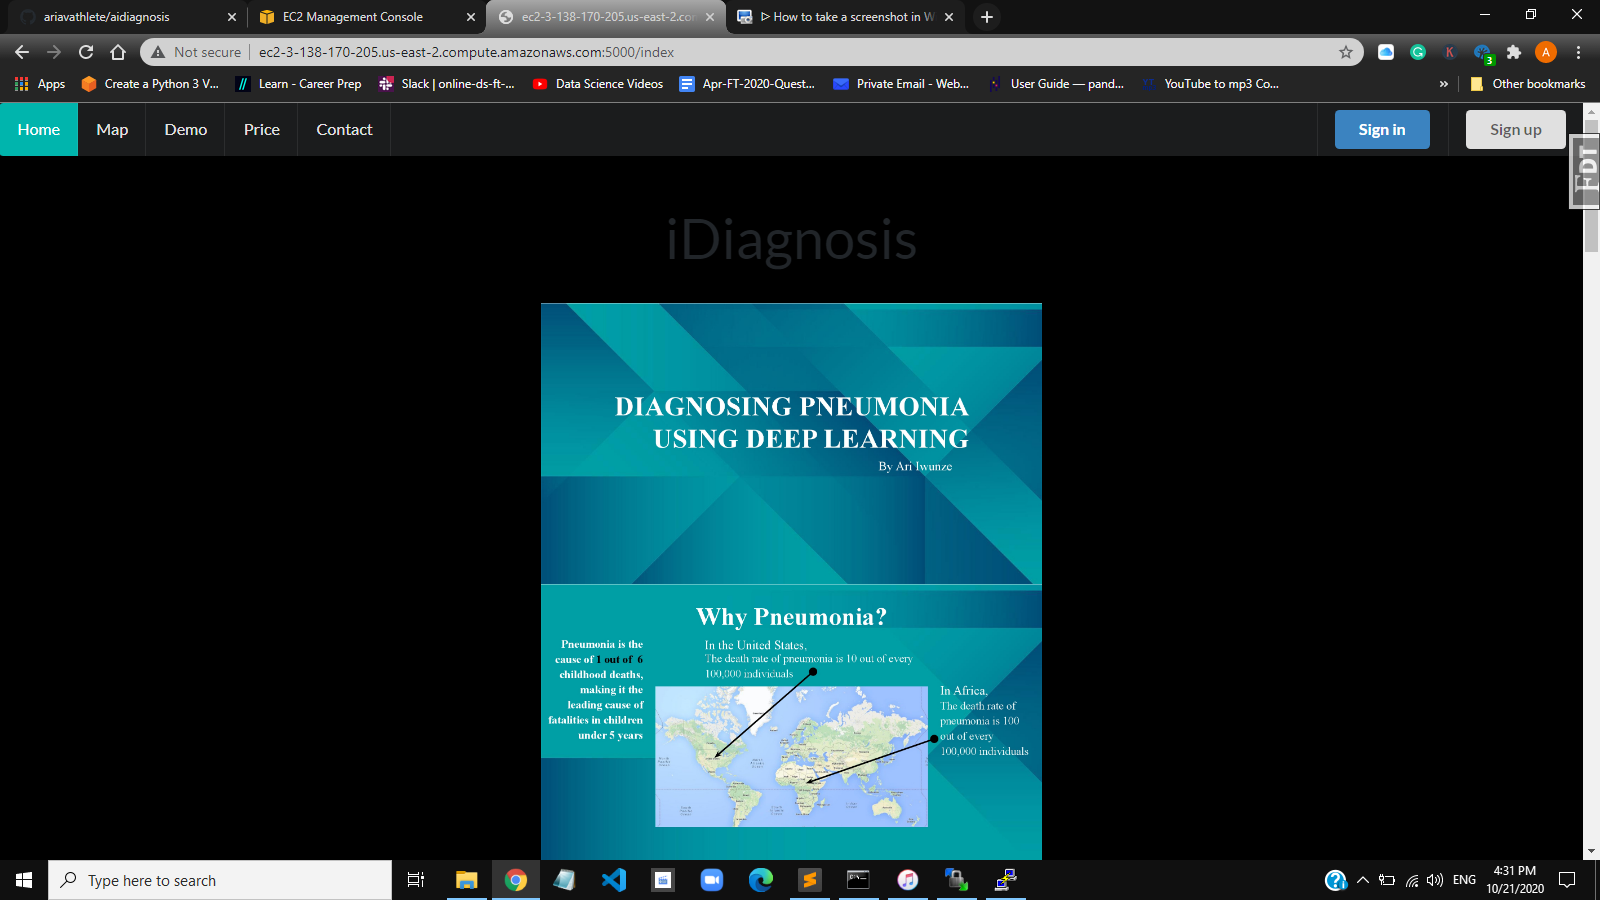 ariavathlete/aidiagnosis
EC2 Management Console
ec2-3-138-170-205.us-east-2.cor
▷ How to take a screenshot in W
Not secure
ec2-3-138-170-205.us-east-2.compute.amazonaws.com:5000/index
A
3
Apps
Create a Python 3 V...
Learn - Career Prep
Slack | online-ds-ft-...
Data Science Videos
Apr-FT-2020-Quest...
Private Email - Web...
User Guide — pand...
YouTube to mp3 Co...
»
Other bookmarks
Home
Map
Demo
Price
Contact
Sign in
Sign up
FDT
iDiagnosis
DIAGNOSING PNEUMONIA
USING DEEP LEARNING
By Ari Iwunze
Why Pneumonia?
Pneumonia is the
cause of 1 out of 6
childhood deaths,
making it the
leading cause of
fatalities in children
under 5 years
In the United States,
The death rate of pneumonia is 10 out of every
100,000 individuals
In Africa,
The death rate of
pneumonia is 100
out of every
100,000 individuals
Type here to search
ENG
4:31 PM
10/21/2020